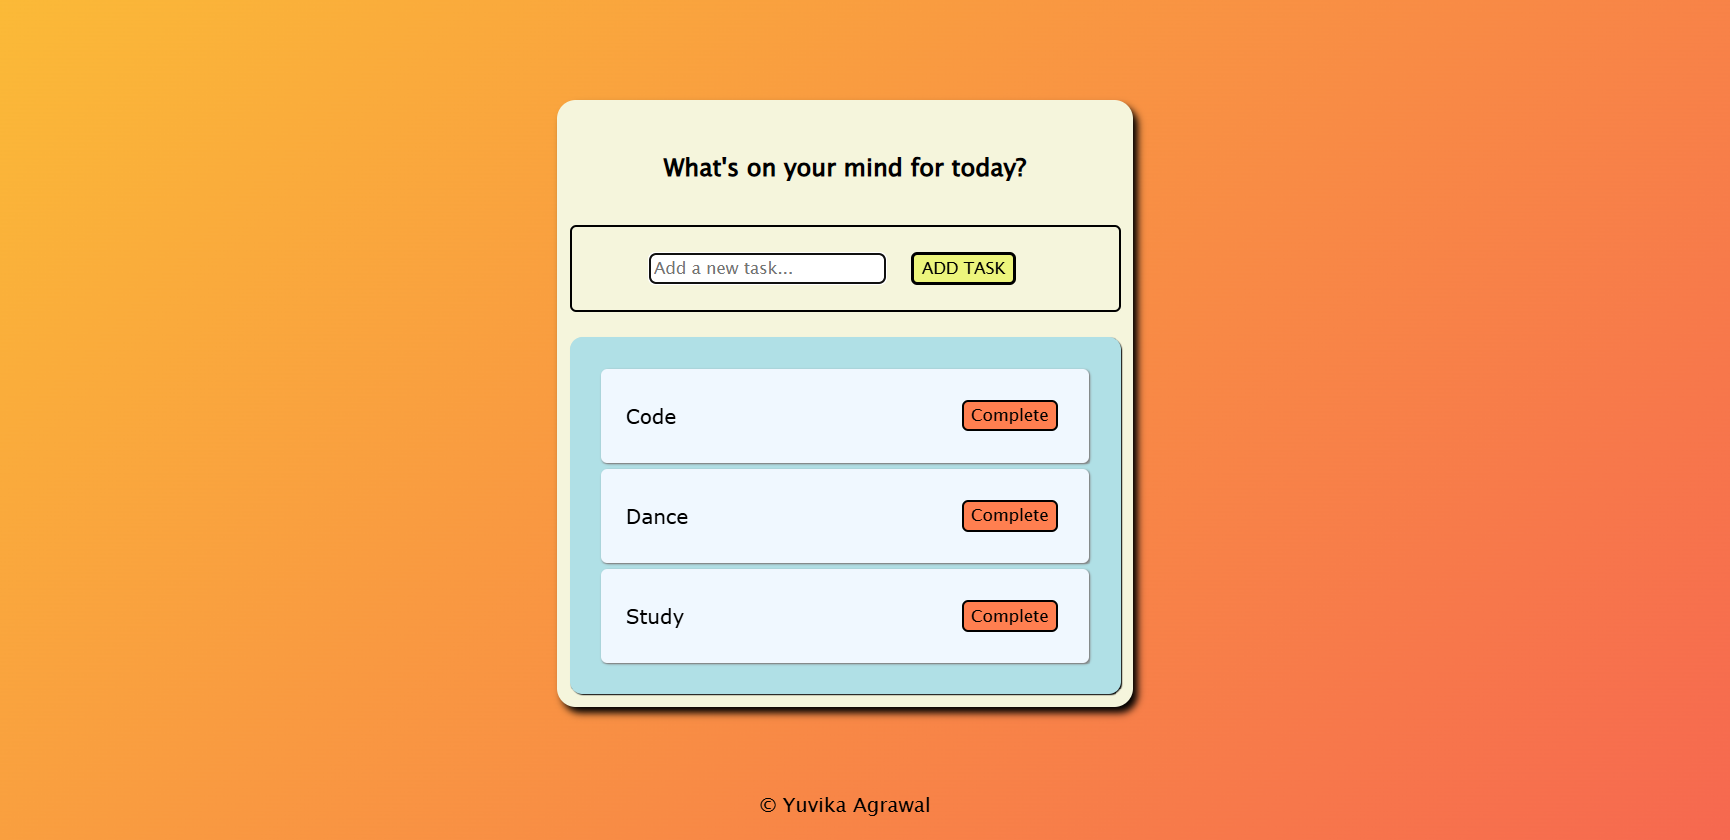 What's on your mind for today?
Add a new task...
ADD TASK
Code
Complete
Dance
Complete
Study
Complete
© Yuvika Agrawal